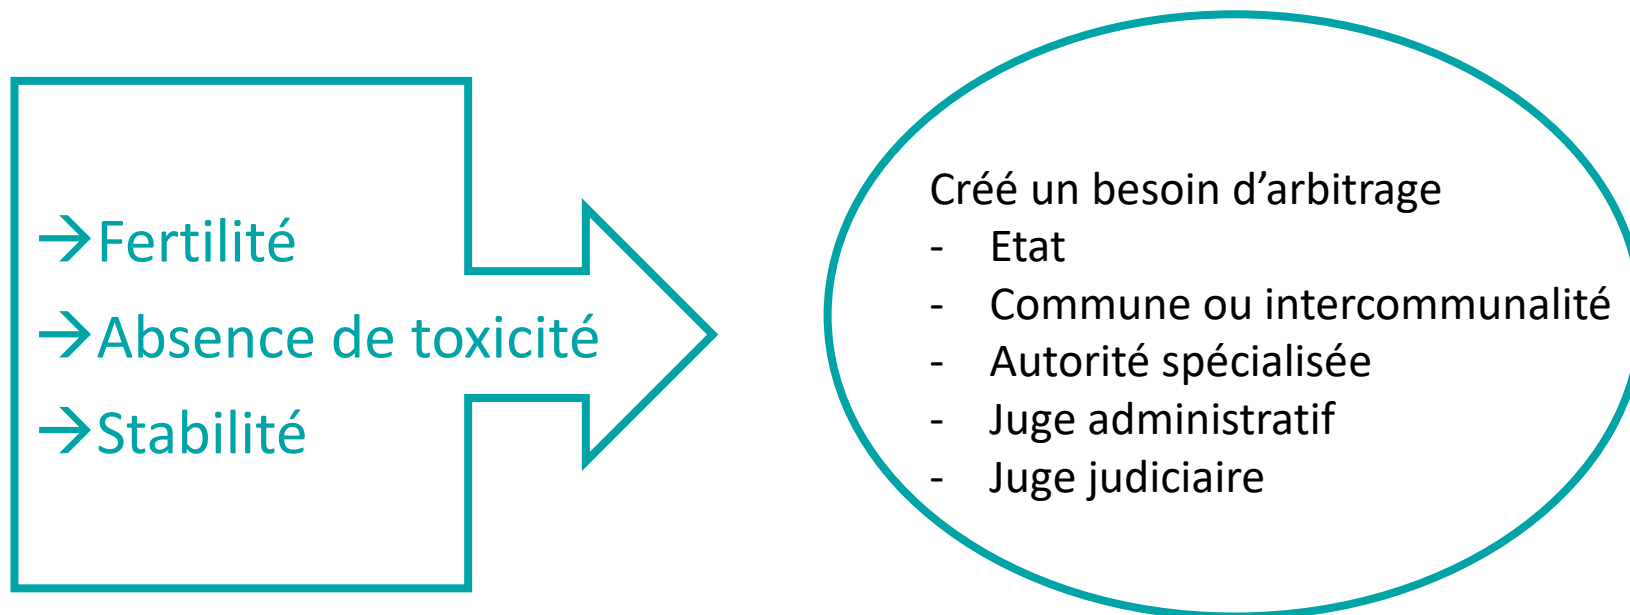 →Fertilité
→Absence de toxicité
→Stabilité
Créé un besoin d’arbitrage
- Etat
- Commune ou intercommunalité
- Autorité spécialisée
- Juge administratif
- Juge judiciaire